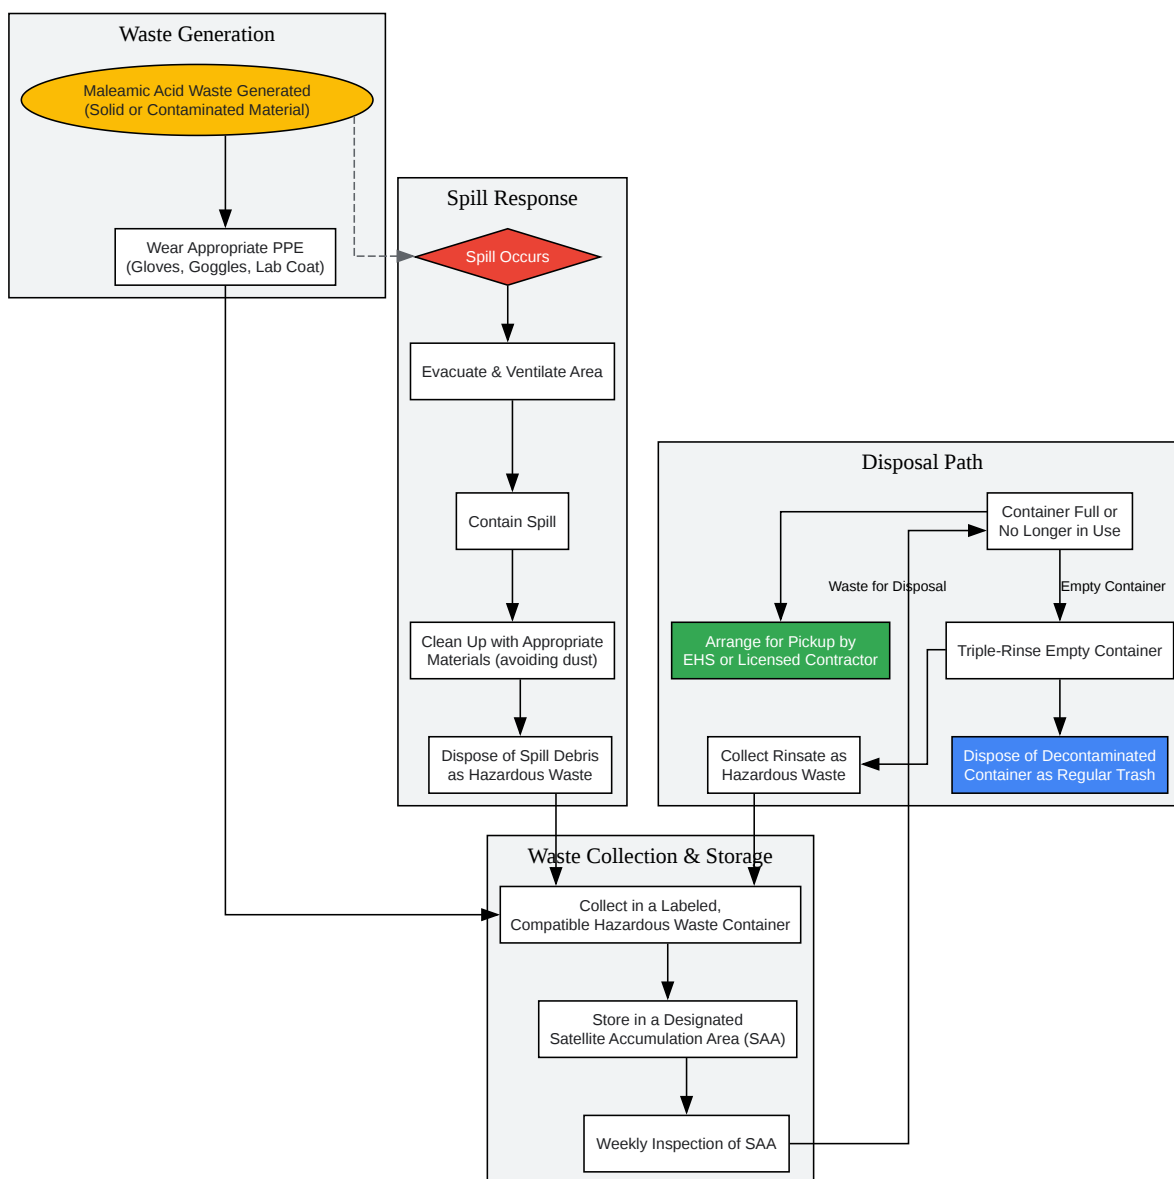 Waste Generation
Maleamic Acid Waste Generated
(Solid or Contaminated Material)
Wear Appropriate PPE
(Gloves, Goggles, Lab Coat)
Spill Response
Spill Occurs
Evacuate & Ventilate Area
Contain Spill
Clean Up with Appropriate
Materials (avoiding dust)
Dispose of Spill Debris
as Hazardous Waste
Disposal Path
Container Full or
No Longer in Use
Waste for Disposal
Empty Container
Arrange for Pickup by
EHS or Licensed Contractor
Triple-Rinse Empty Container
Collect Rinsate as
Hazardous Waste
Dispose of Decontaminated
Container as Regular Trash
Waste Collection & Storage
Collect in a Labeled,
Compatible Hazardous Waste Container
Store in a Designated
Satellite Accumulation Area (SAA)
Weekly Inspection of SAA